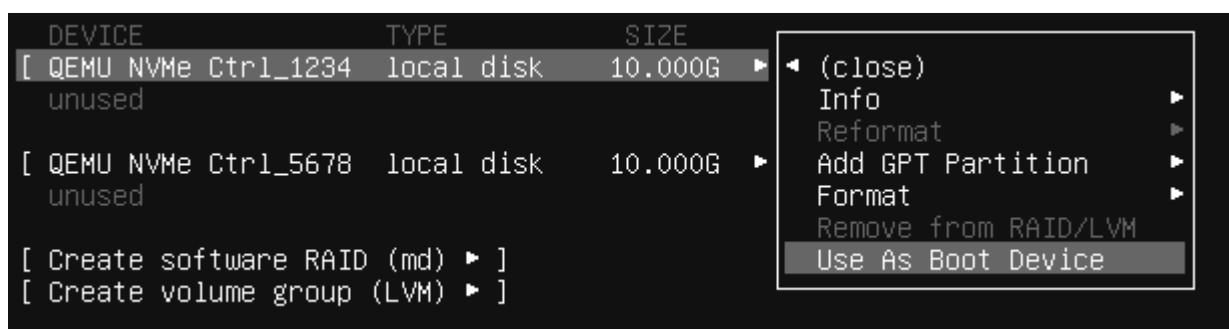 DEVICE TYPE SIZE
[ QEMU NVMe Ctrl_1234 local disk 10.000G ▸
unused
[ QEMU NVMe Ctrl_5678 local disk 10.000G ▸
unused
[ Create software RAID (md) ▸ ]
[ Create volume group (LVM) ▸ ]
◂ (close)
Info ▸
Reformat ▸
Add GPT Partition ▸
Format ▸
Remove from RAID/LVM
Use As Boot Device